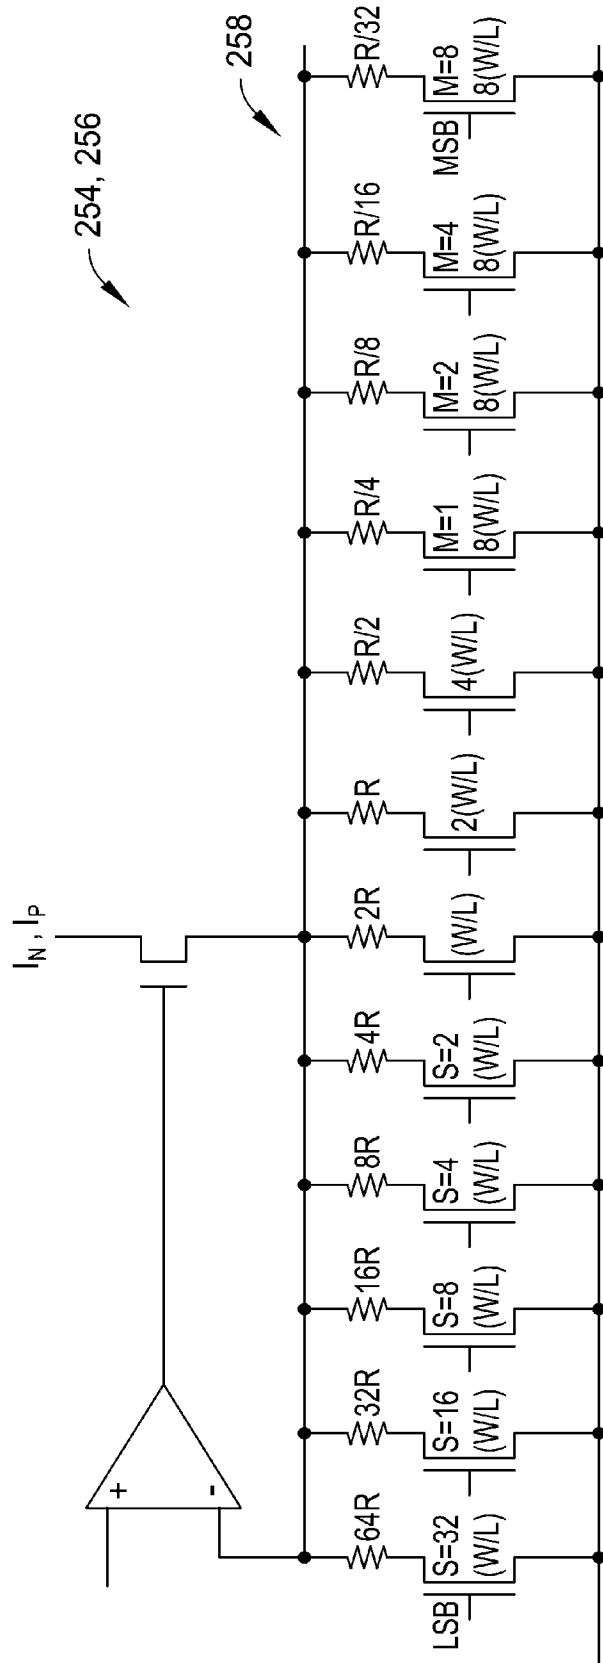 254, 256
258
I_N, I_P
+
-
64R
32R
16R
8R
4R
2R
R
R/2
R/4
R/8
R/16
R/32
LSB
S=32
(W/L)
S=16
(W/L)
S=8
(W/L)
S=4
(W/L)
S=2
(W/L)
(W/L)
2(W/L)
4(W/L)
M=1
8(W/L)
M=2
8(W/L)
M=4
8(W/L)
MSB
M=8
8(W/L)